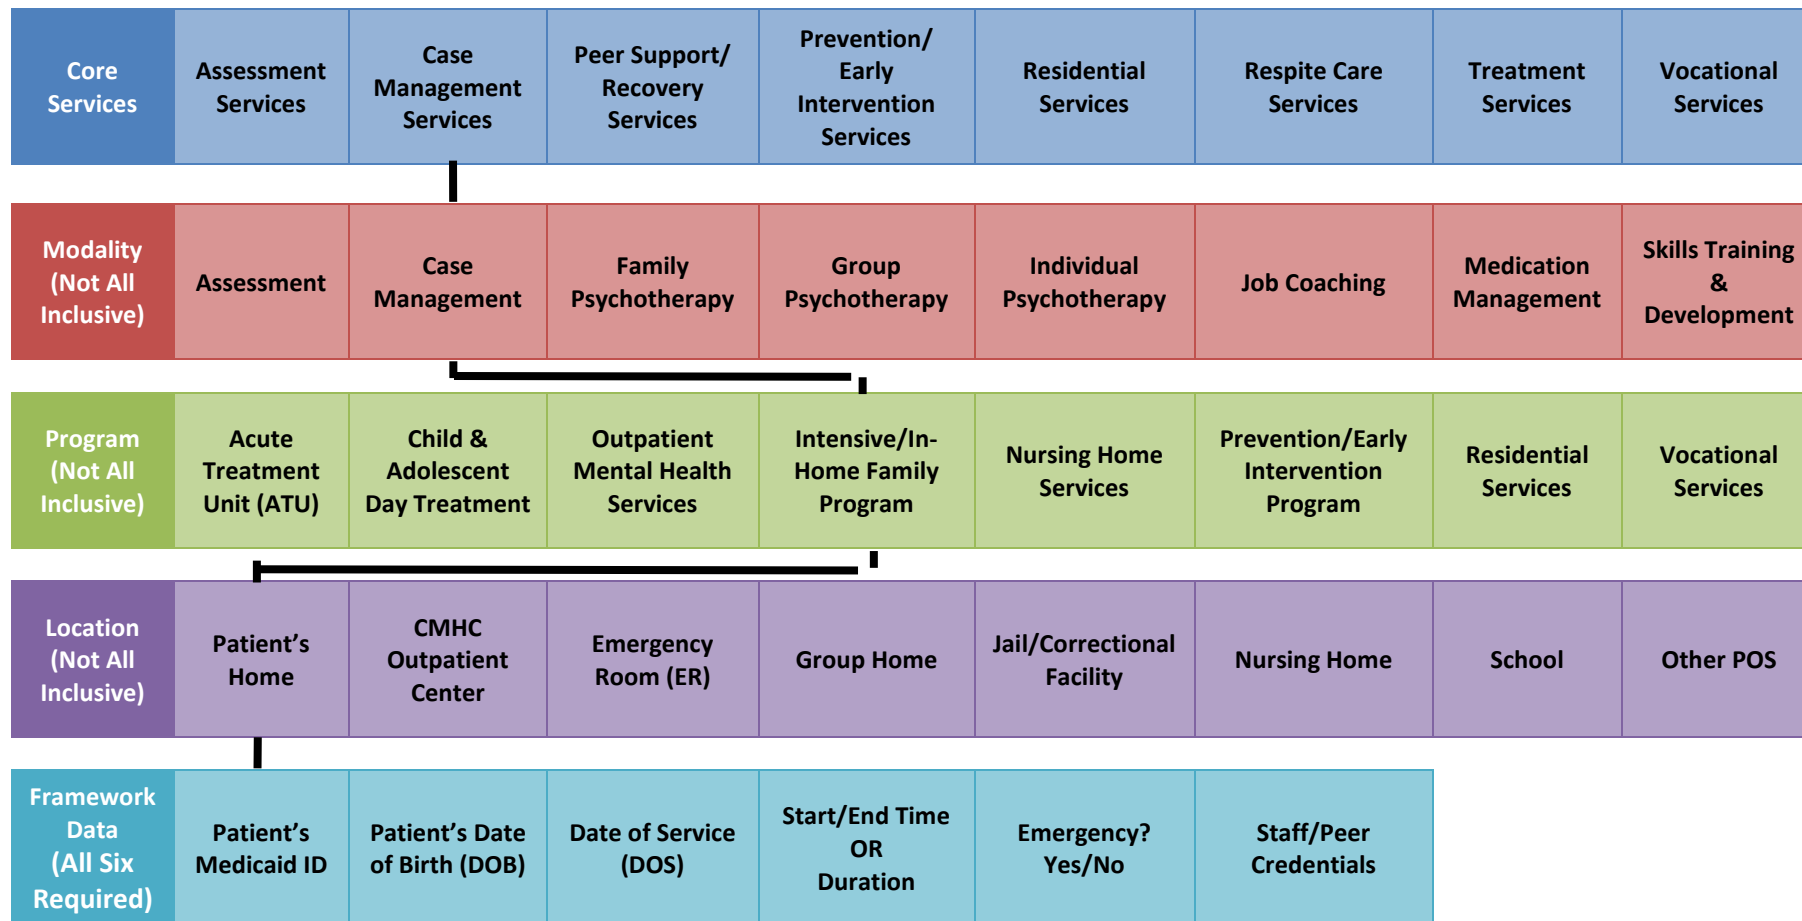 Core
Services
Assessment
Services
Case
Management
Services
Peer Support/
Recovery
Services
Prevention/
Early
Intervention
Services
Residential
Services
Respite Care
Services
Treatment
Services
Vocational
Services
Modality
(Not All
Inclusive)
Assessment
Case
Management
Family
Psychotherapy
Group
Psychotherapy
Individual
Psychotherapy
Job Coaching
Medication
Management
Skills Training
&
Development
Program
(Not All
Inclusive)
Acute
Treatment
Unit (ATU)
Child &
Adolescent
Day Treatment
Outpatient
Mental Health
Services
Intensive/In-
Home Family
Program
Nursing Home
Services
Prevention/Early
Intervention
Program
Residential
Services
Vocational
Services
Location
(Not All
Inclusive)
Patient’s
Home
CMHC
Outpatient
Center
Emergency
Room (ER)
Group Home
Jail/Correctional
Facility
Nursing Home
School
Other POS
Framework
Data
(All Six
Required)
Patient’s
Medicaid ID
Patient’s Date
of Birth (DOB)
Date of Service
(DOS)
Start/End Time
OR
Duration
Emergency?
Yes/No
Staff/Peer
Credentials